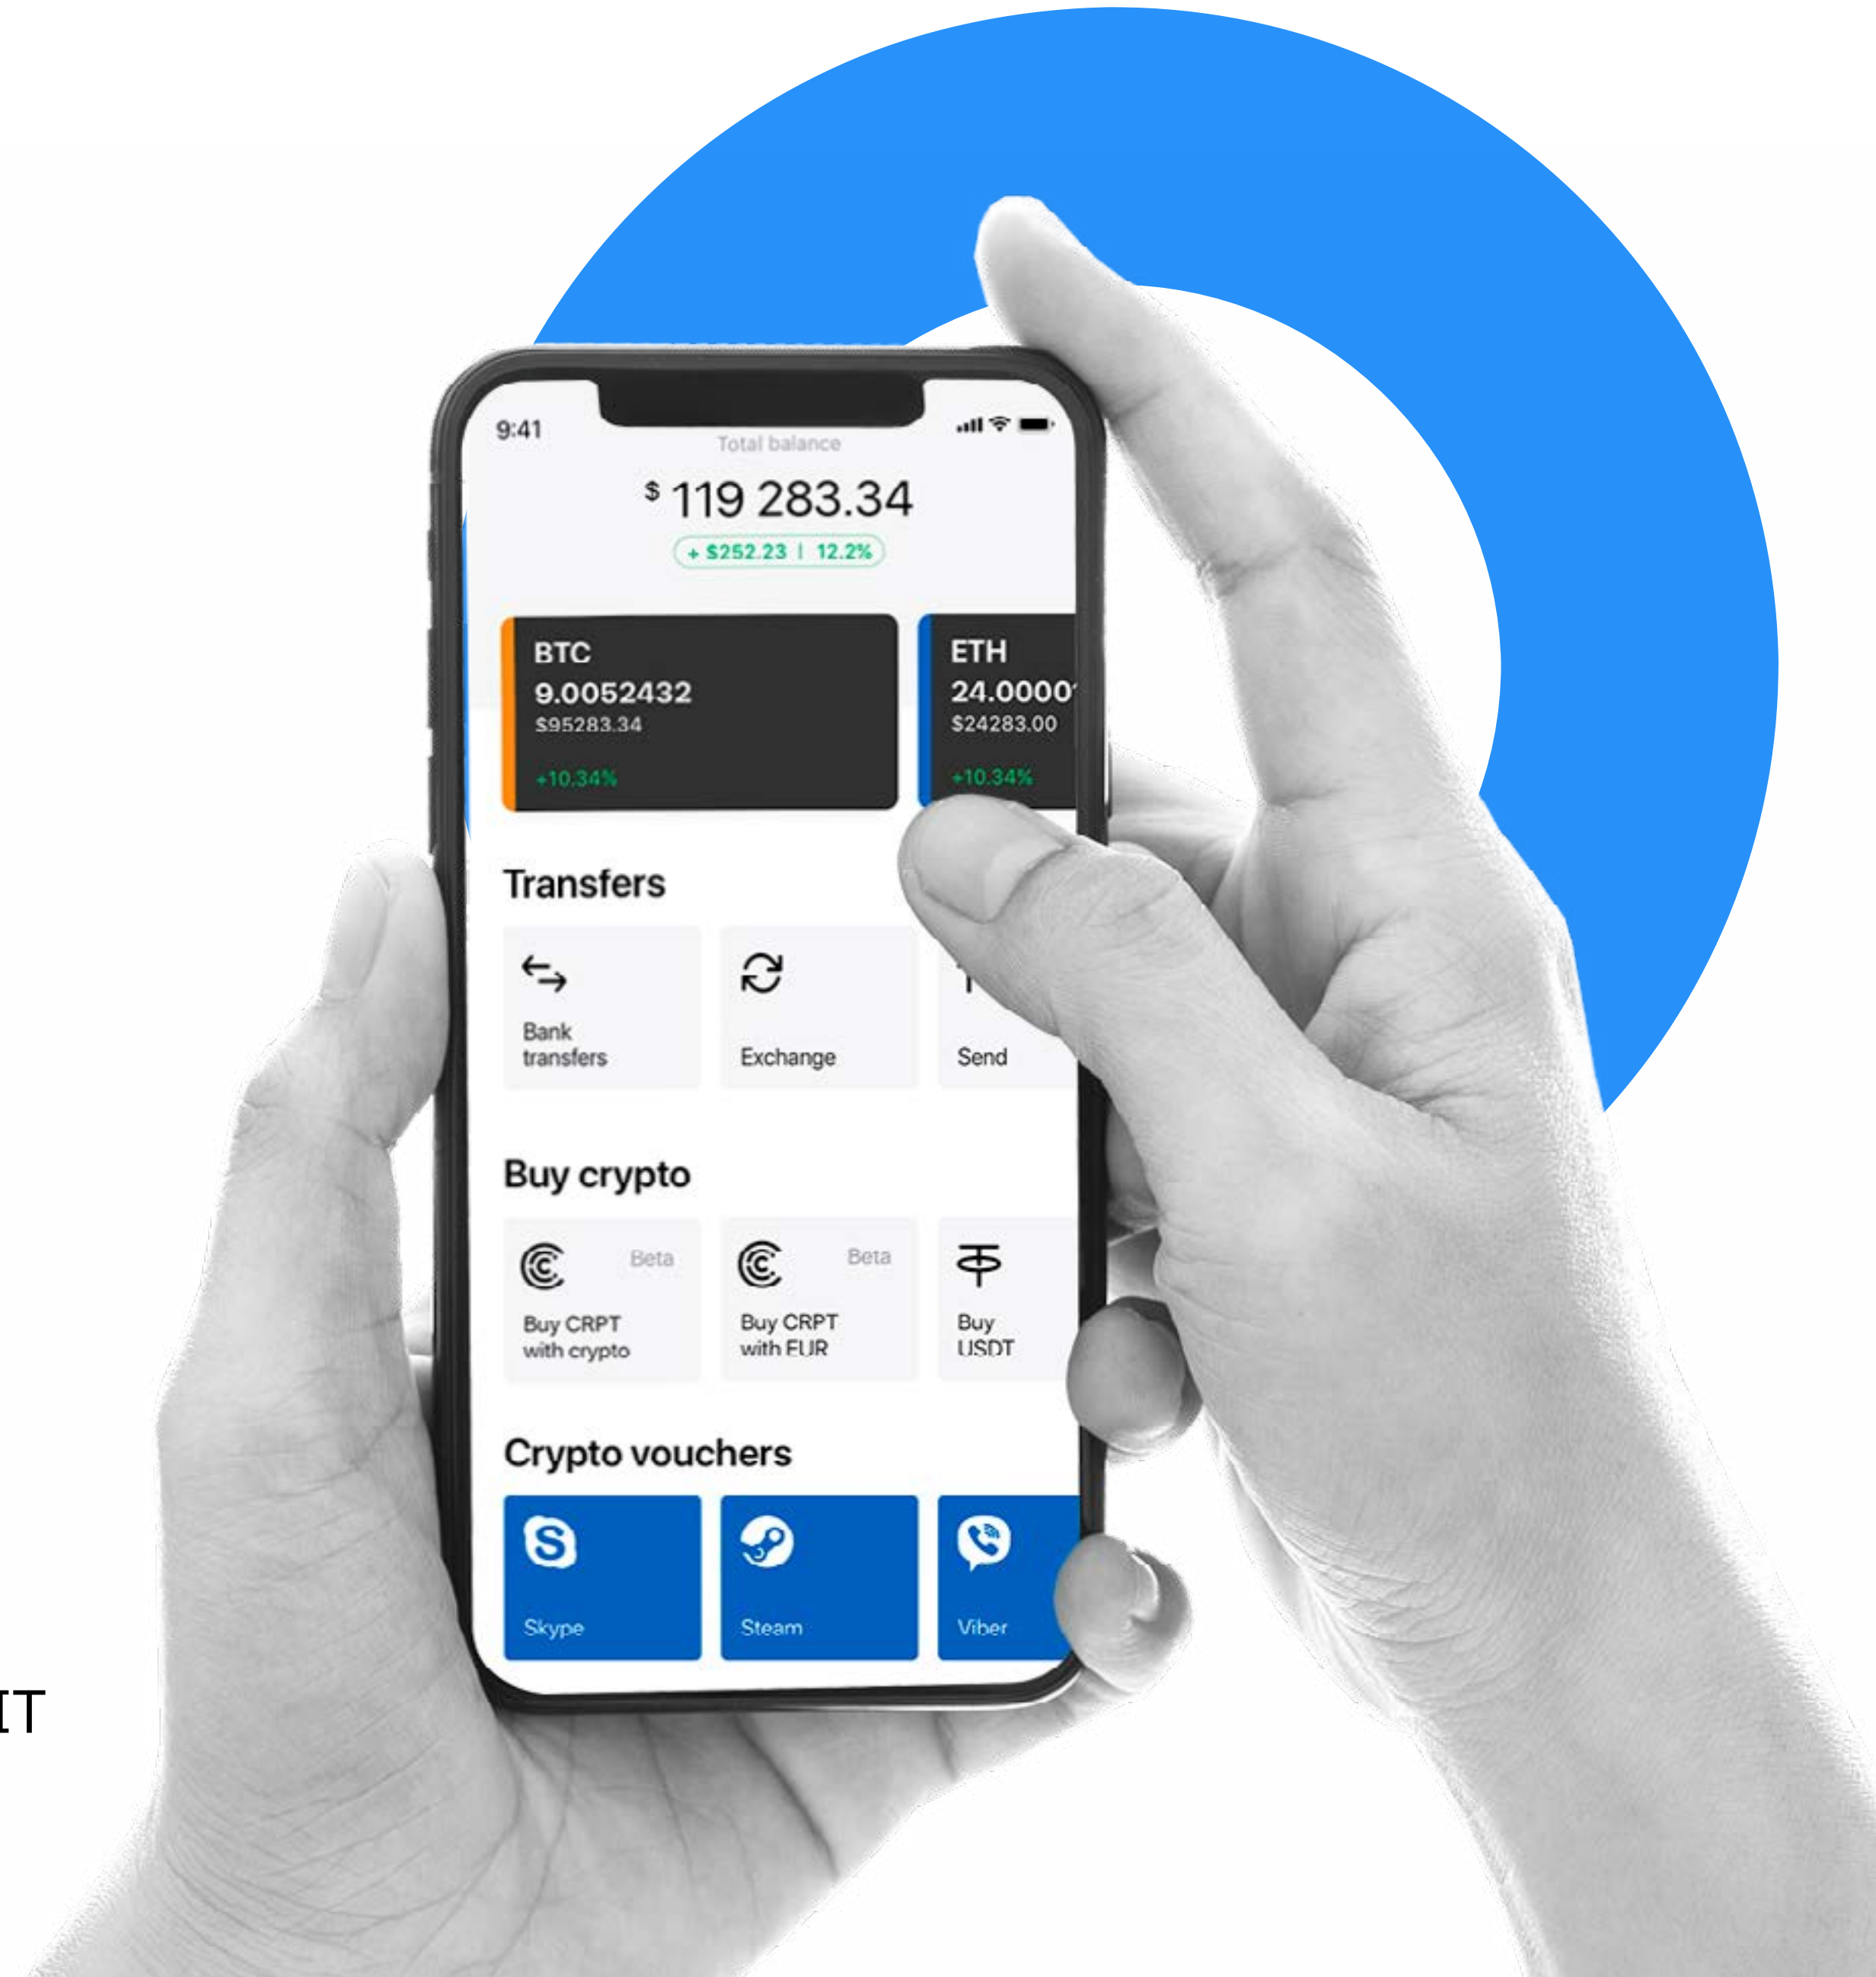 9:41
Total balance
$ 119 283.34
+ $252.23 | 12.2%
BTC
9.0052432
$95283.34
+10.34%
ETH
24.0000
$24283.00
+10.34%
Transfers
Bank
transfers
Exchange
Send
Buy crypto
Beta
Buy CRPT
with crypto
Beta
Buy CRPT
with EUR
Buy
USDT
Crypto vouchers
Skype
Steam
Viber
IT